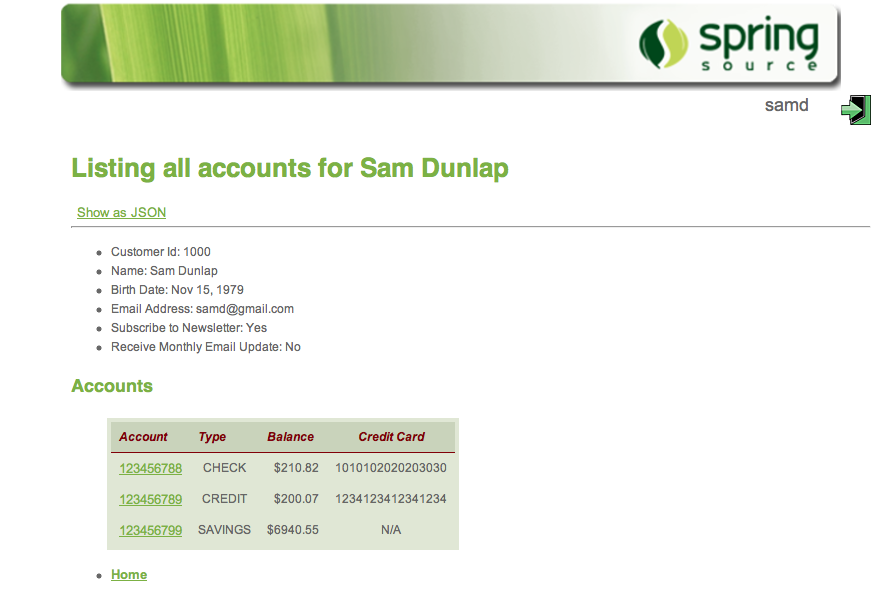 spring
source
samd
Listing all accounts for Sam Dunlap
Show as JSON
Customer Id: 1000
Name: Sam Dunlap
Birth Date: Nov 15, 1979
Email Address: samd@gmail.com
Subscribe to Newsletter: Yes
Receive Monthly Email Update: No
Accounts
Account Type Balance Credit Card
123456788 CHECK $210.82 1010102020203030
123456789 CREDIT $200.07 1234123412341234
123456799 SAVINGS $6940.55 N/A
Home